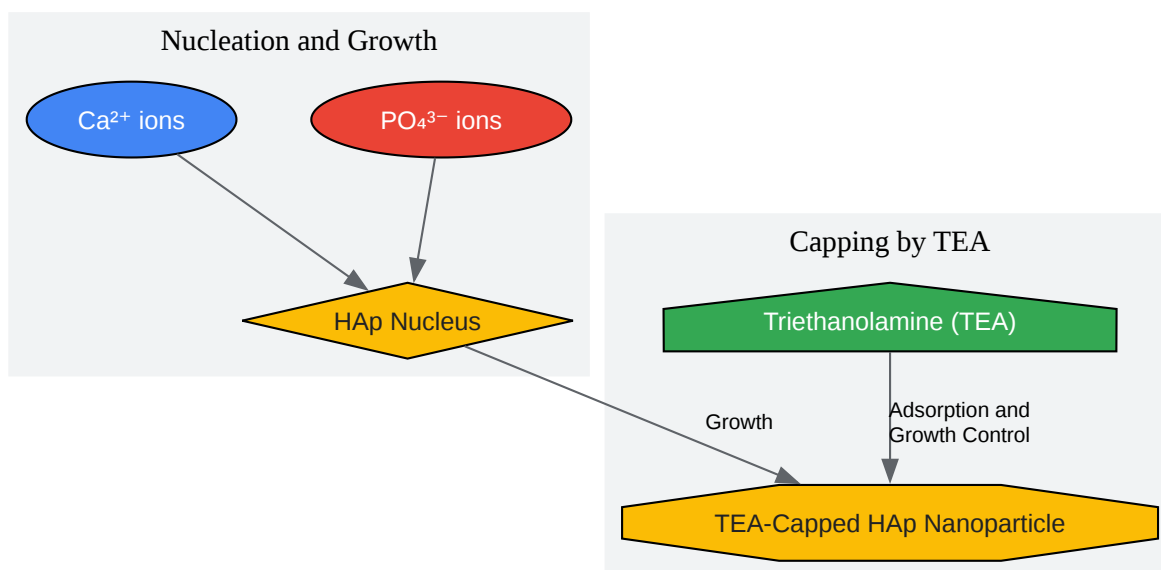 Nucleation and Growth
Ca²⁺ ions
PO₄³⁻ ions
HAp Nucleus
Capping by TEA
Triethanolamine (TEA)
Growth
Adsorption and
Growth Control
TEA-Capped HAp Nanoparticle